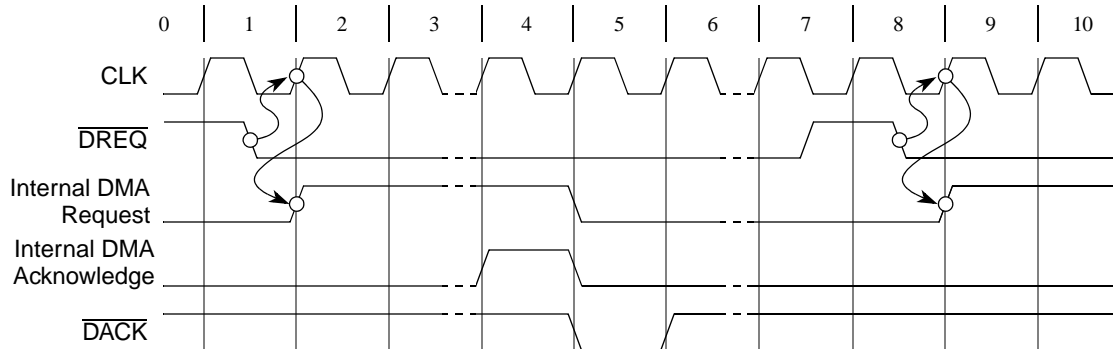 0 1 2 3 4 5 6 7 8 9 10
CLK
DREQ
Internal DMA
Request
Internal DMA
Acknowledge
DACK